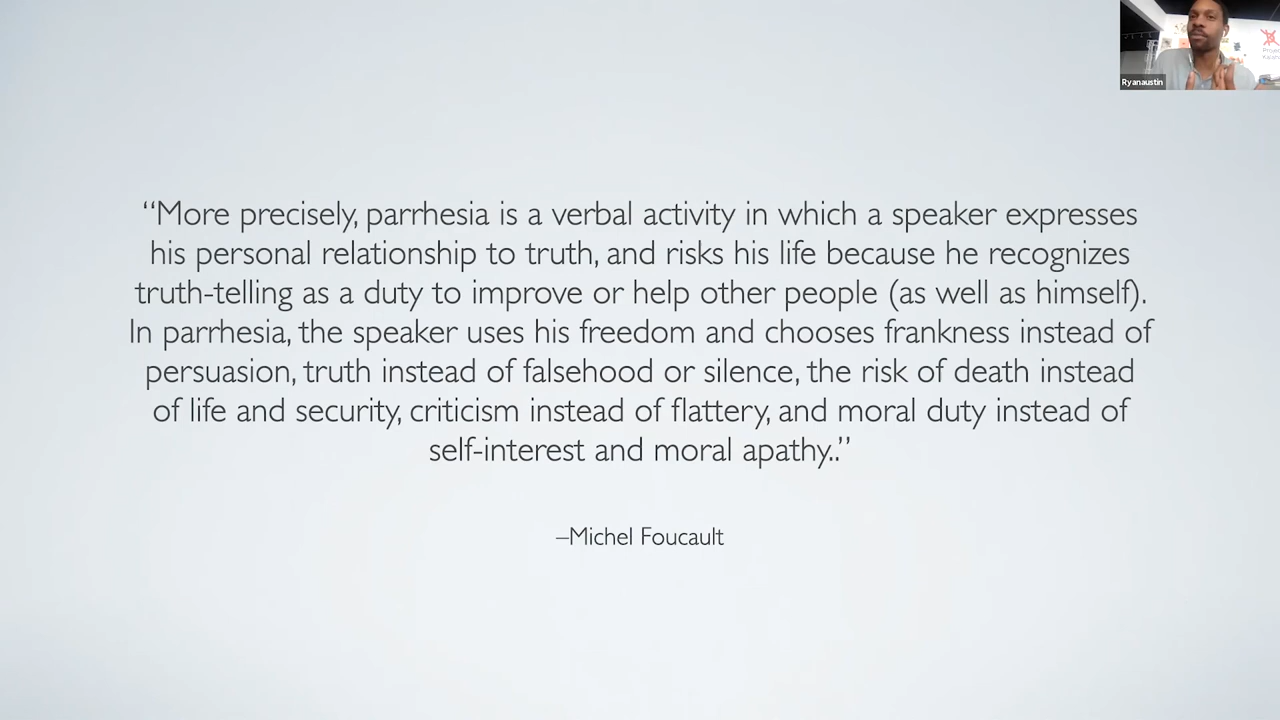 Ryanaustin
“More precisely, parrhesia is a verbal activity in which a speaker expresses
his personal relationship to truth, and risks his life because he recognizes
truth-telling as a duty to improve or help other people (as well as himself).
In parrhesia, the speaker uses his freedom and chooses frankness instead of
persuasion, truth instead of falsehood or silence, the risk of death instead
of life and security, criticism instead of flattery, and moral duty instead of
self-interest and moral apathy..”
–Michel Foucault